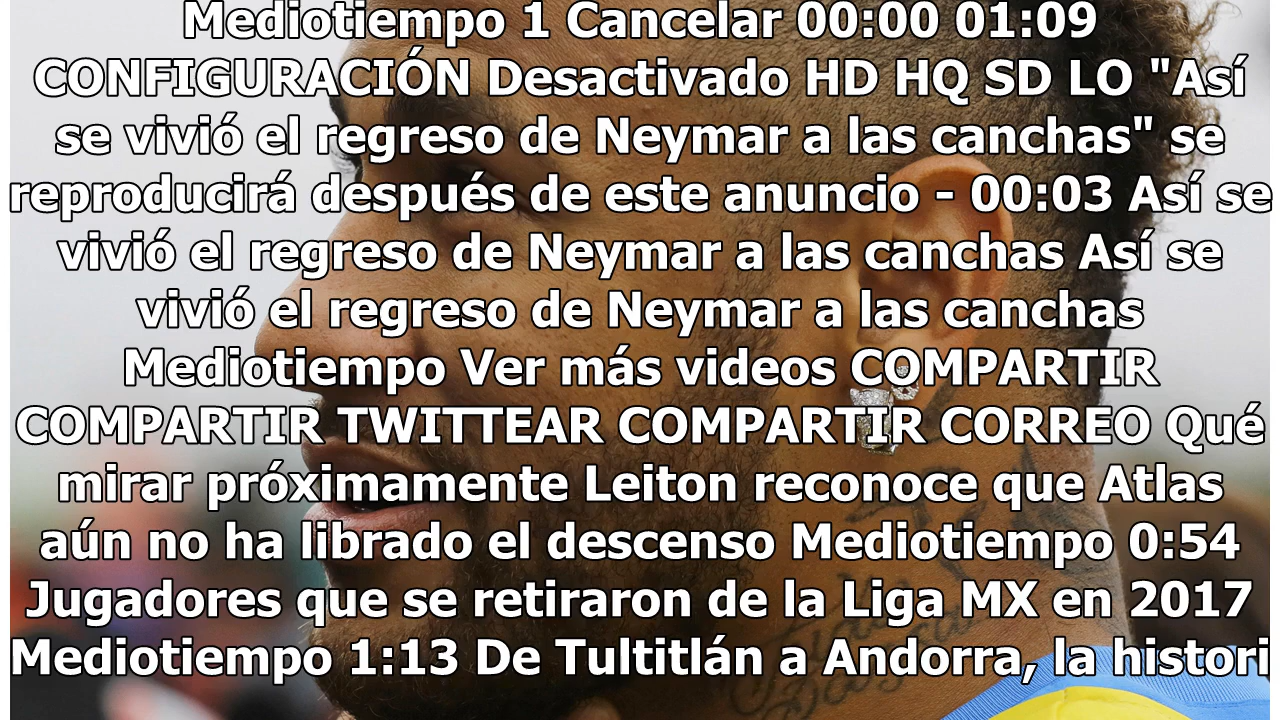 Mediotiempo 1 Cancelar 00:00 01:09
CONFIGURACIÓN Desactivado HD HQ SD LO "Así
se vivió el regreso de Neymar a las canchas" se
reproducirá después de este anuncio - 00:03 Así se
vivió el regreso de Neymar a las canchas Así se
vivió el regreso de Neymar a las canchas
Mediotiempo Ver más videos COMPARTIR
COMPARTIR TWITTEAR COMPARTIR CORREO Qué
mirar próximamente Leiton reconoce que Atlas
aún no ha librado el descenso Mediotiempo 0:54
Jugadores que se retiraron de la Liga MX en 2017
Mediotiempo 1:13 De Tultitlán a Andorra, la histori